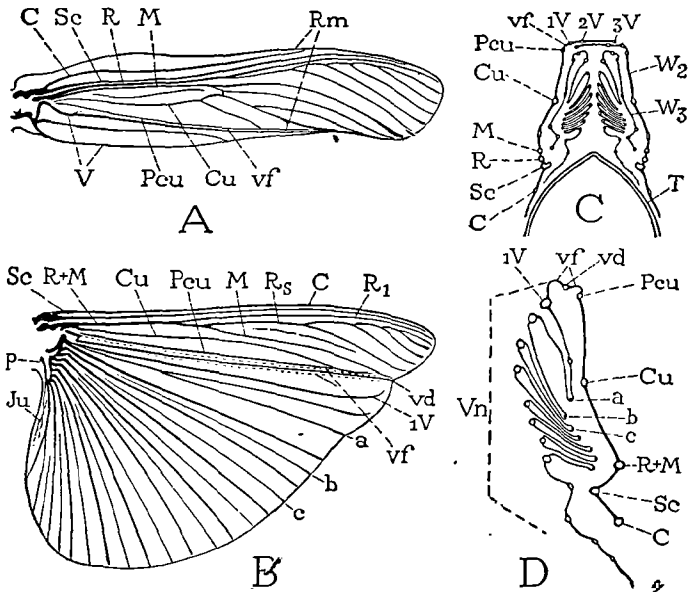 C Sc R M Rm
V Pcu Cu vf
A
vf 1V 2V 3V
Pcu
Cu
W2
W3
M
R
Sc
C
T
C
Sc R+M Cu Pcu M Rs C R1
p
Ju
vd
1V
vf
a
b
c
B
1V vf vd
Pcu
Cu
Vn
a
b
c
R+M
Sc
C
D